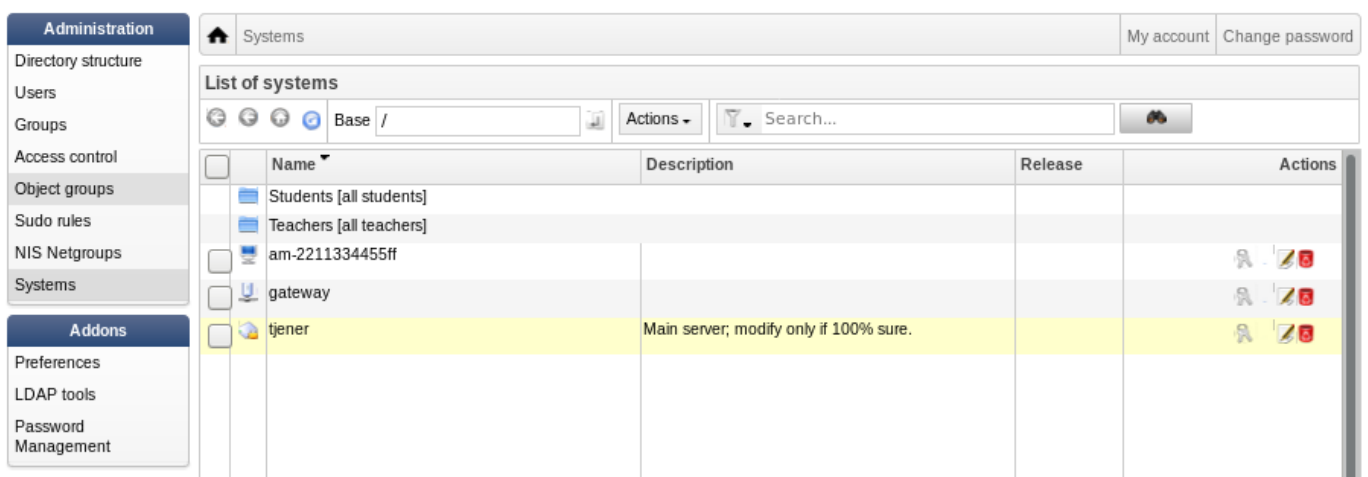 Administration
Directory structure
Users
Groups
Access control
Object groups
Sudo rules
NIS Netgroups
Systems
Addons
Preferences
LDAP tools
Password
Management
Systems
My account
Change password
List of systems
Base / Actions Search...
Name Description Release Actions
Students [all students]
Teachers [all teachers]
am-2211334455ff
gateway
tjener Main server; modify only if 100% sure.